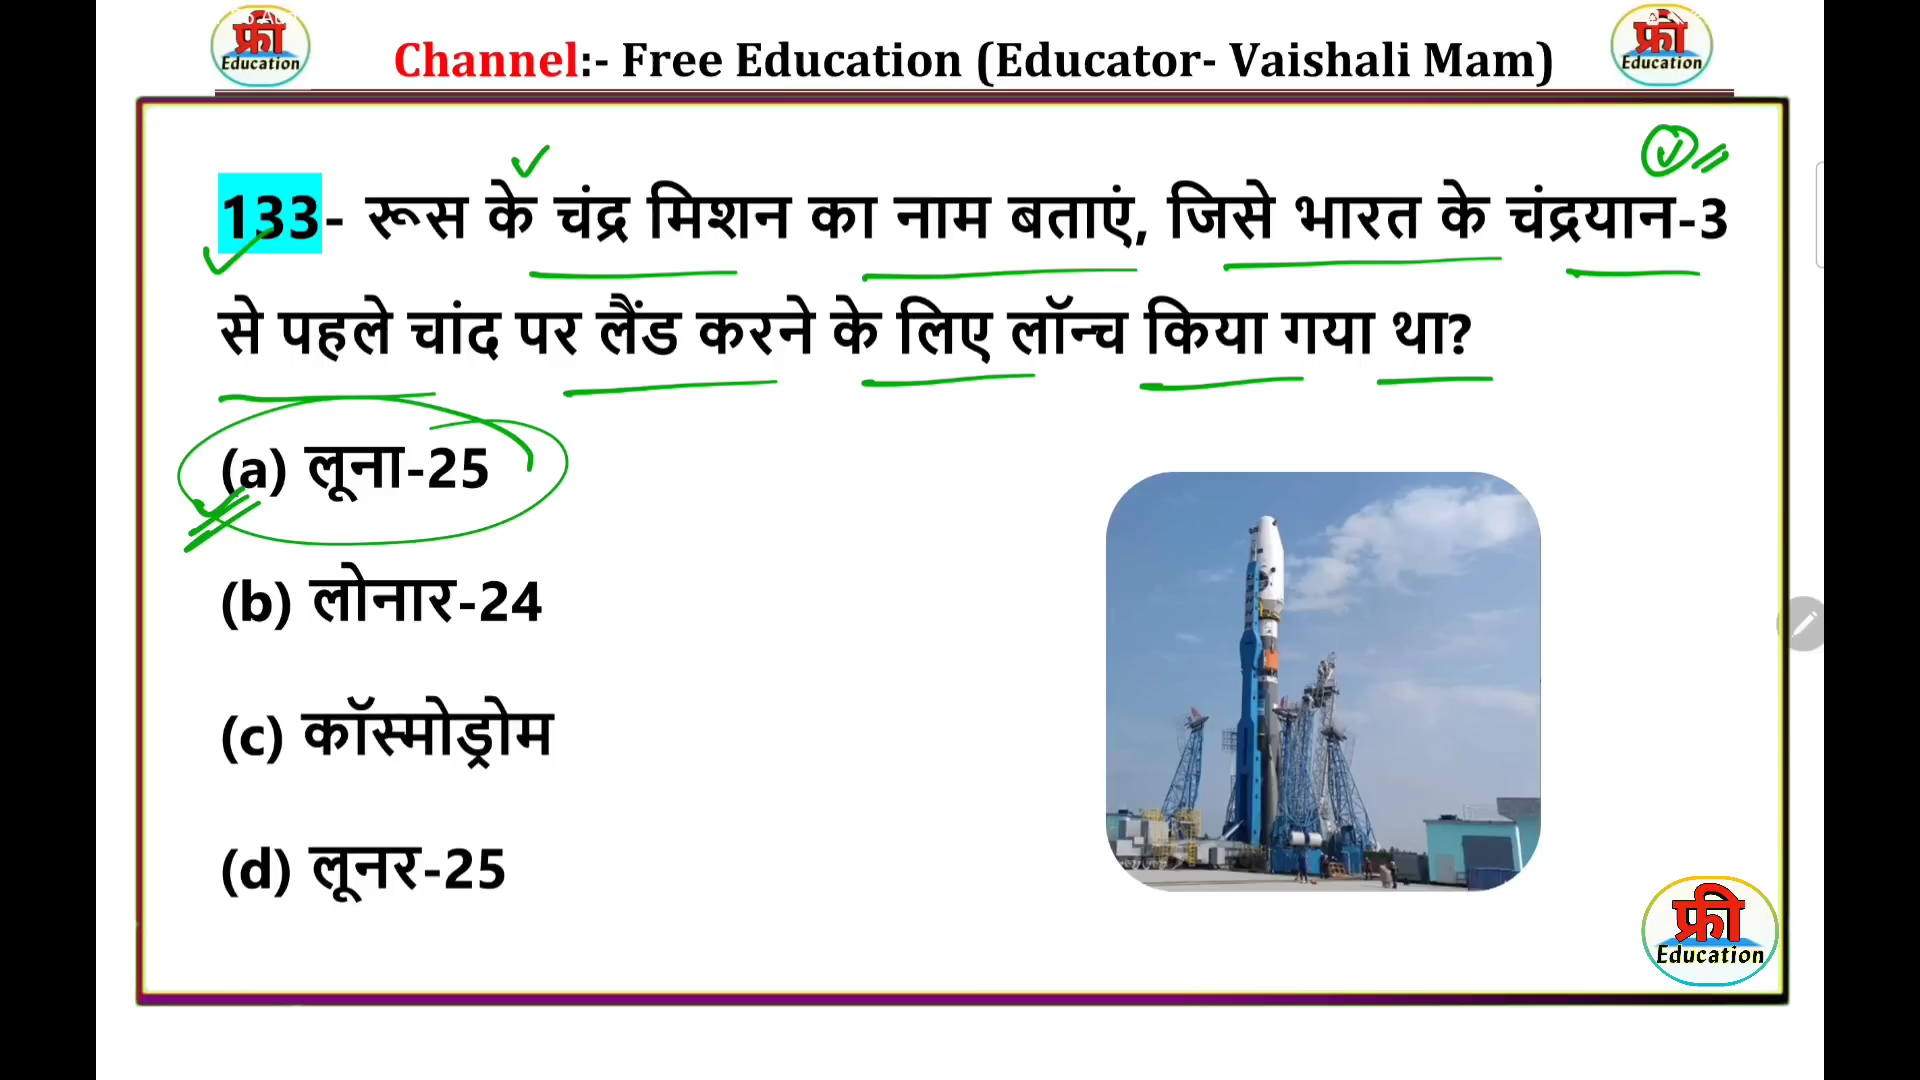 फ्री
Education
Channel:- Free Education (Educator- Vaishali Mam)
फ्री
Education
133- रूस के चंद्र मिशन का नाम बताएं, जिसे भारत के चंद्रयान-3
से पहले चांद पर लैंड करने के लिए लॉन्च किया गया था?
(a) लूना-25
(b) लोनार-24
(c) कॉस्मोड्रोम
(d) लूनर-25
फ्री
Education